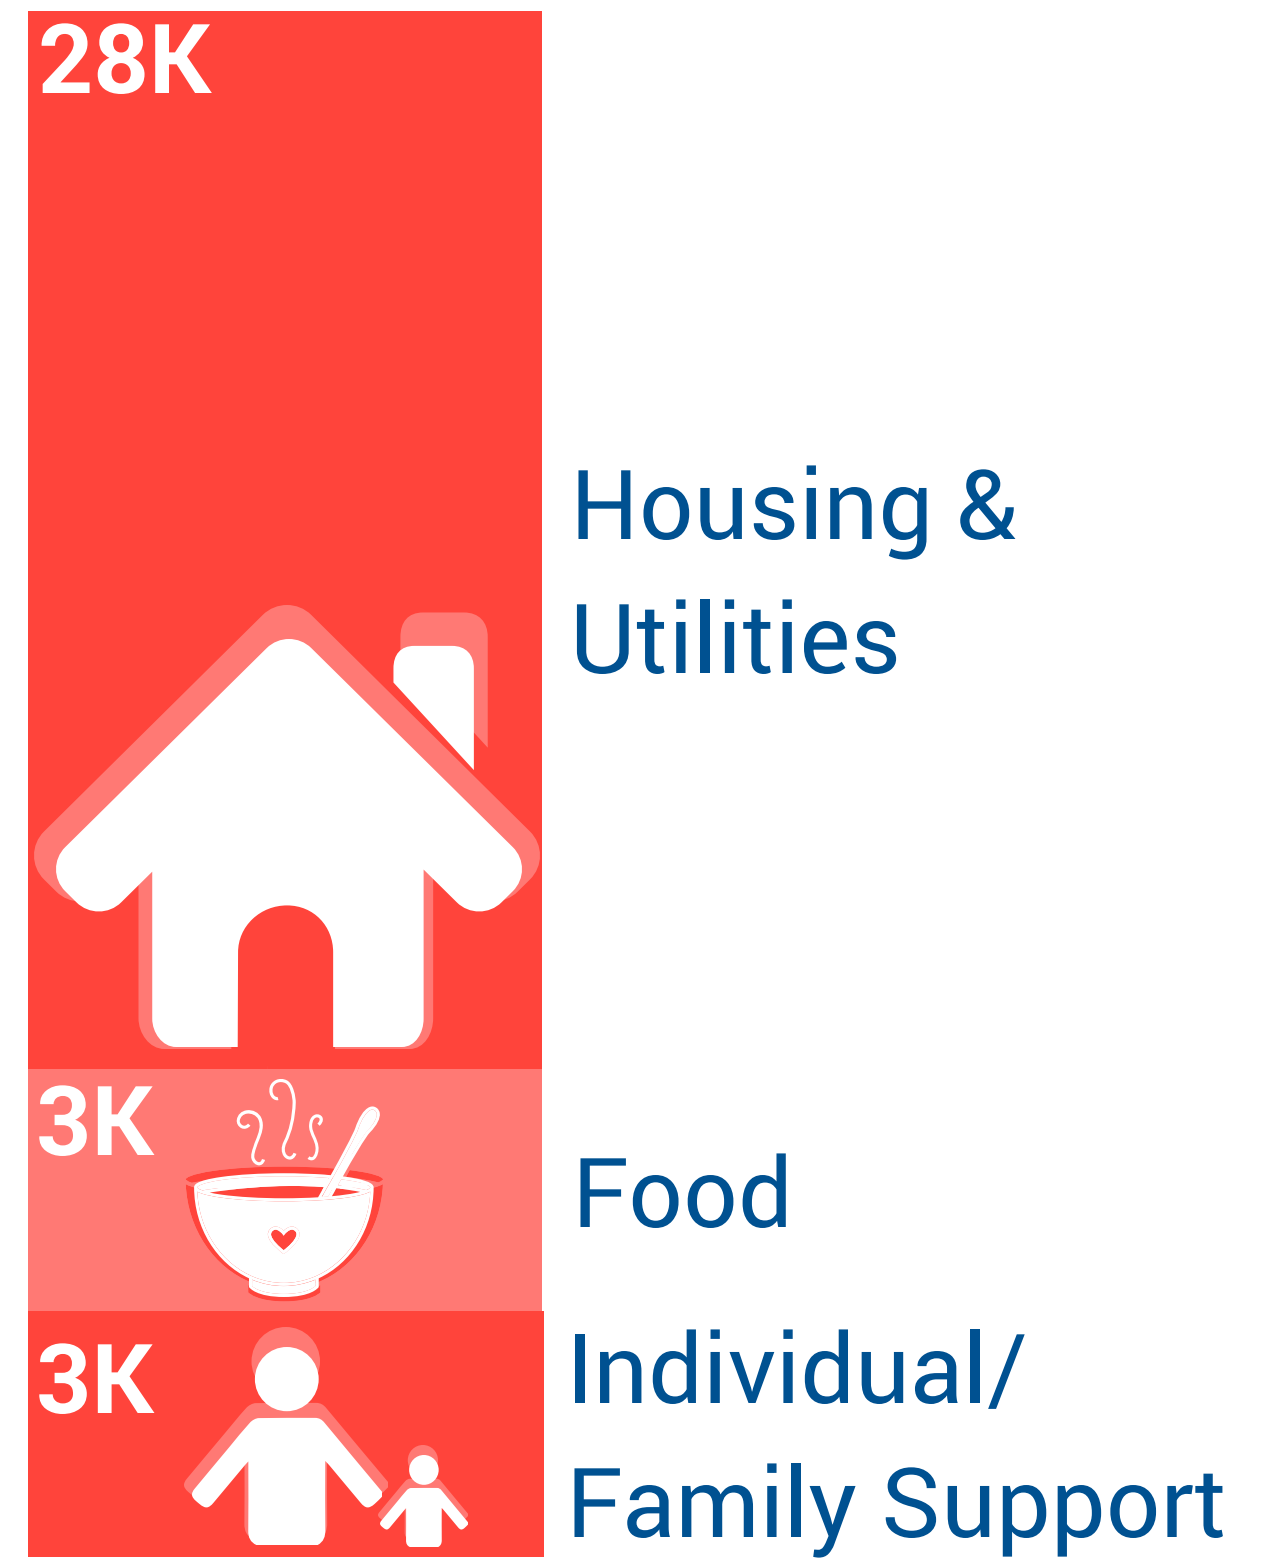 28K
Housing &
Utilities
3K
Food
3K
Individual/
Family Support